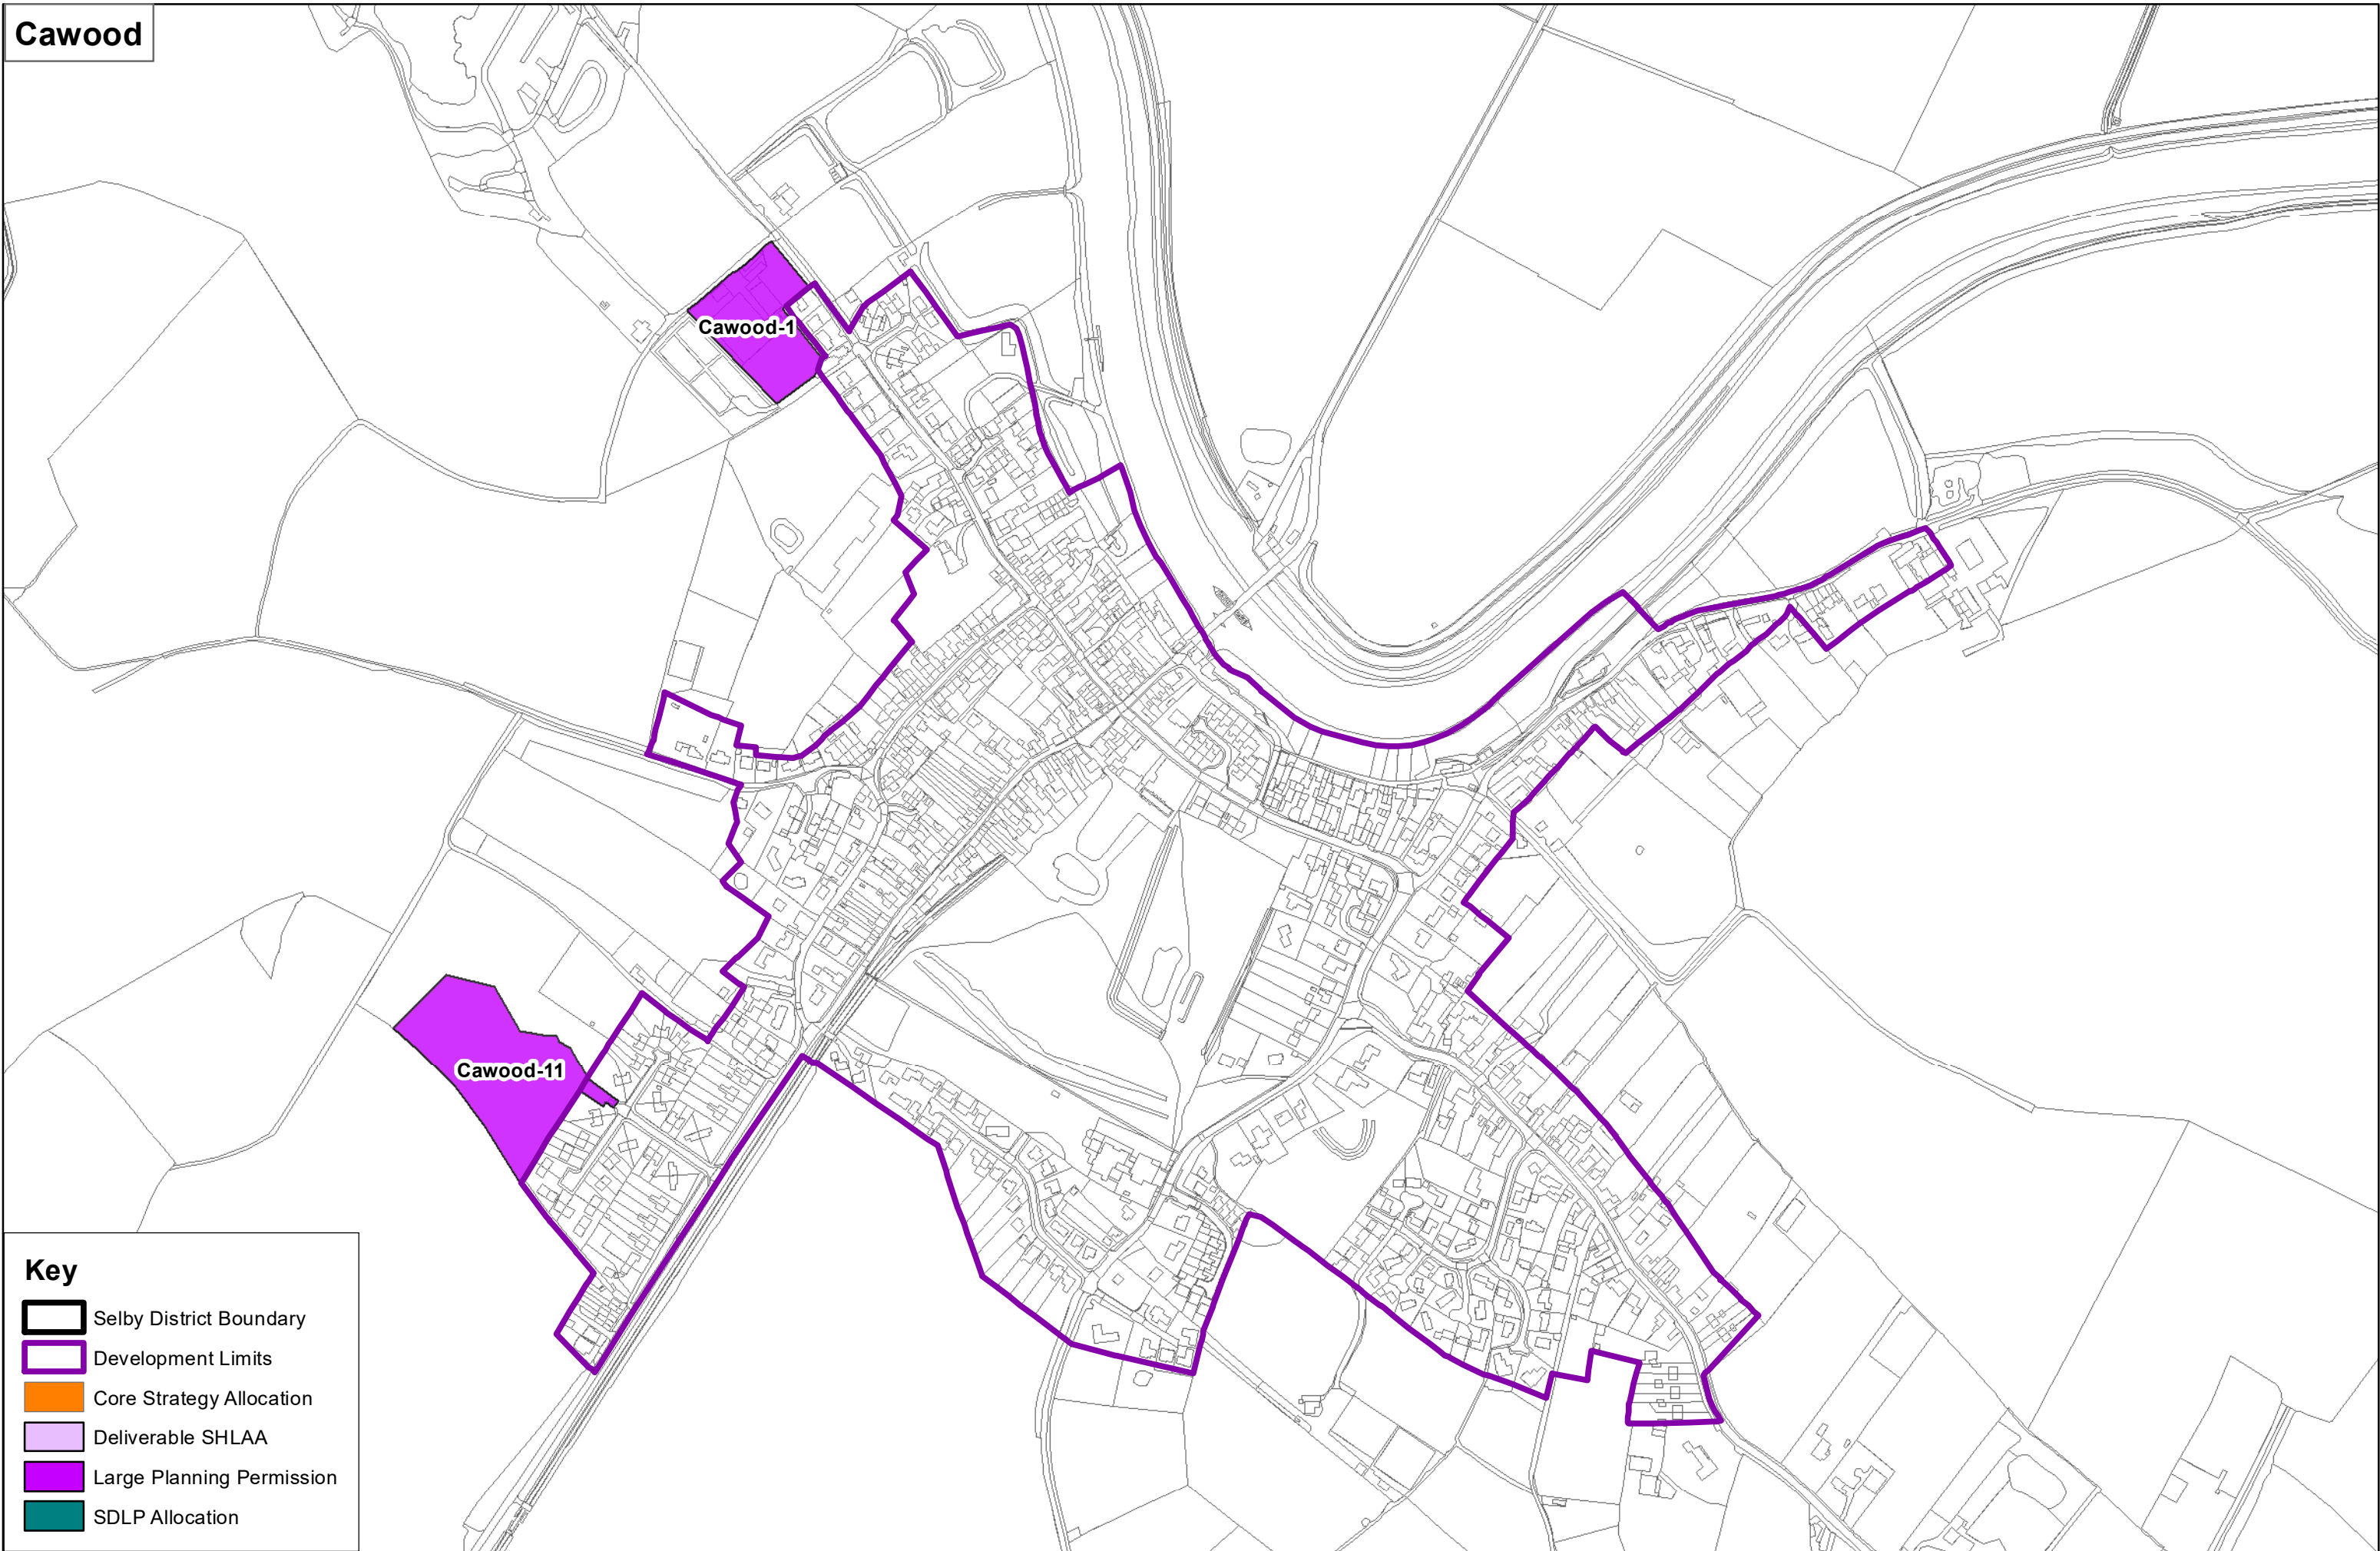 Cawood
Cawood-1
Cawood-11
Key
Selby District Boundary
Development Limits
Core Strategy Allocation
Deliverable SHLAA
Large Planning Permission
SDLP Allocation